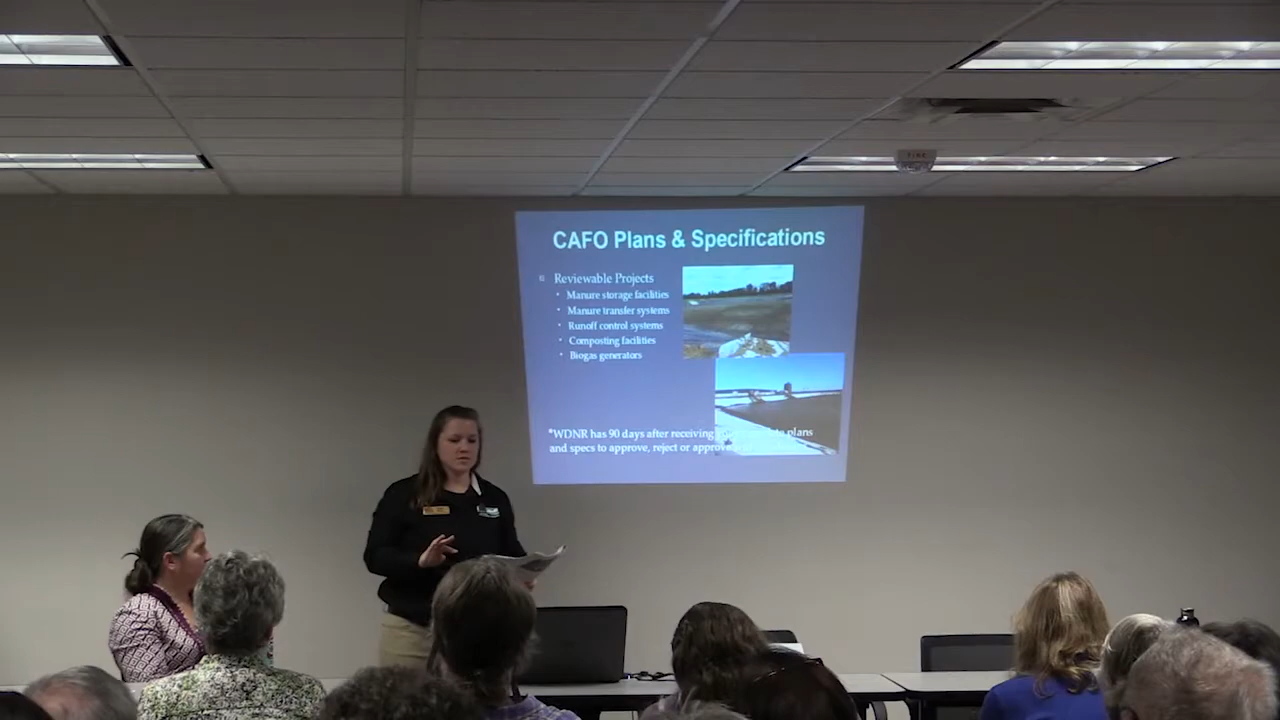 CAFO Plans & Specifications
Reviewable Projects
Manure storage facilities
Manure transfer systems
Runoff control systems
Composting facilities
Biogas generators
*WDNR has 90 days after receiving plans
and specs to approve, reject or approve
FIRE